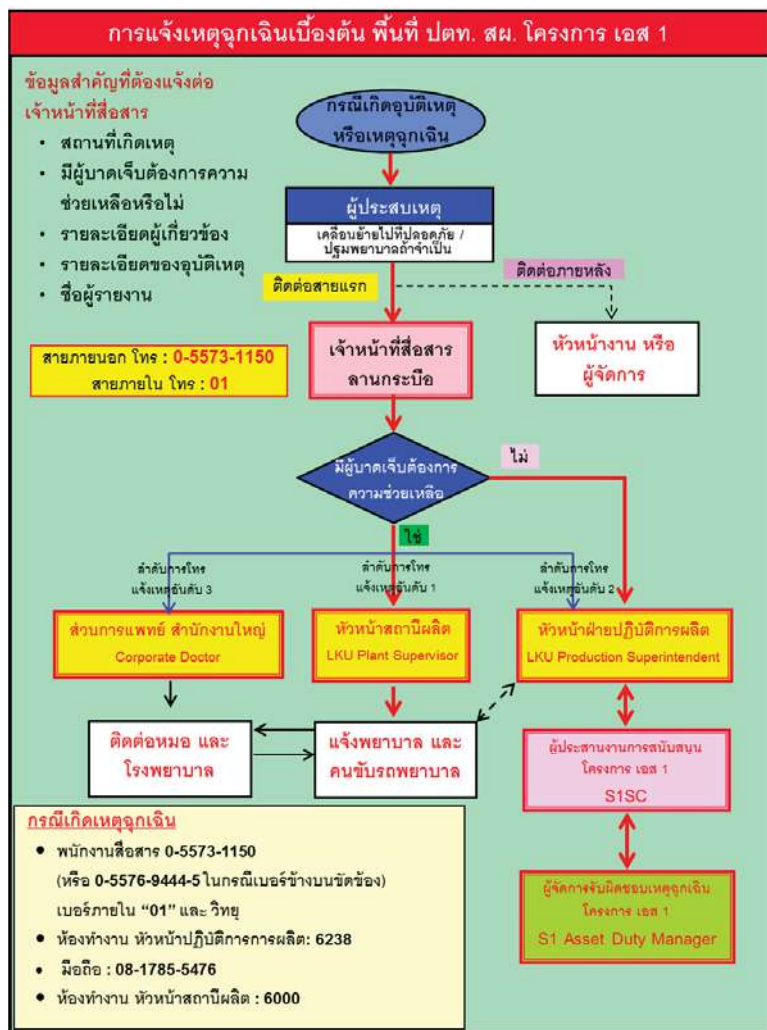 การแจ้งเหตุฉุกเฉินเบื้องต้น พื้นที่ ปตท. สผ. โครงการ เอส 1
ข้อมูลสำคัญที่ต้องแจ้งต่อ
เจ้าหน้าที่สื่อสาร
• สถานที่เกิดเหตุ
• มีผู้บาดเจ็บต้องการความ
ช่วยเหลือหรือไม่
• รายละเอียดผู้เกี่ยวข้อง
• รายละเอียดของอุบัติเหตุ
• ชื่อผู้รายงาน
กรณีเกิดอุบัติเหตุ
หรือเหตุฉุกเฉิน
ผู้ประสบเหตุ
เคลื่อนย้ายไปที่ปลอดภัย /
ปฐมพยาบาลถ้าจำเป็น
ติดต่อสายแรก
ติดต่อภายหลัง
สายภายนอก โทร : 0-5573-1150
สายภายใน โทร : 01
เจ้าหน้าที่สื่อสาร
ลานกระบือ
หัวหน้างาน หรือ
ผู้จัดการ
มีผู้บาดเจ็บต้องการ
ความช่วยเหลือ
ไม่
ใช่
ลำดับการโทร
แจ้งเหตุอันดับ 3
ลำดับการโทร
แจ้งเหตุอันดับ 1
ลำดับการโทร
แจ้งเหตุอันดับ 2
ส่วนการแพทย์ สำนักงานใหญ่
Corporate Doctor
หัวหน้าสถานีผลิต
LKU Plant Supervisor
หัวหน้าฝ่ายปฏิบัติการผลิต
LKU Production Superintendent
ติดต่อหมอ และ
โรงพยาบาล
แจ้งพยาบาล และ
คนขับรถพยาบาล
ผู้ประสานงานการสนับสนุน
โครงการ เอส 1
S1SC
ผู้จัดการรับผิดชอบเหตุฉุกเฉิน
โครงการ เอส 1
S1 Asset Duty Manager
กรณีเกิดเหตุฉุกเฉิน
• พนักงานสื่อสาร 0-5573-1150
(หรือ 0-5576-9444-5 ในกรณีเบอร์ข้างบนขัดข้อง)
เบอร์ภายใน “01” และ วิทยุ
• ห้องทำงาน หัวหน้าปฏิบัติการการผลิต: 6238
• มือถือ : 08-1785-5476
• ห้องทำงาน หัวหน้าสถานีผลิต : 6000